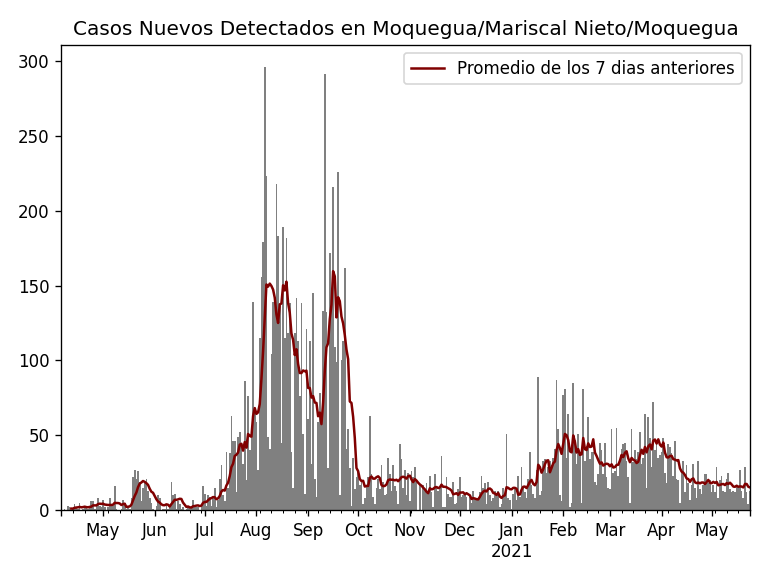 Casos Nuevos Detectados en Moquegua/Mariscal Nieto/Moquegua
Promedio de los 7 dias anteriores
300
250
200
150
100
50
0
May Jun Jul Aug Sep Oct Nov Dec Jan Feb Mar Apr May
2021